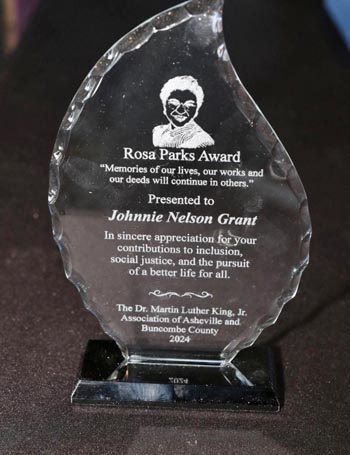 Rosa Parks Award
“Memories of our lives, our works and
our deeds will continue in others.”
Presented to
Johnnie Nelson Grant
In sincere appreciation for your
contributions to inclusion,
social justice, and the pursuit
of a better life for all.
The Dr. Martin Luther King, Jr.
Association of Asheville and
Buncombe County
2024